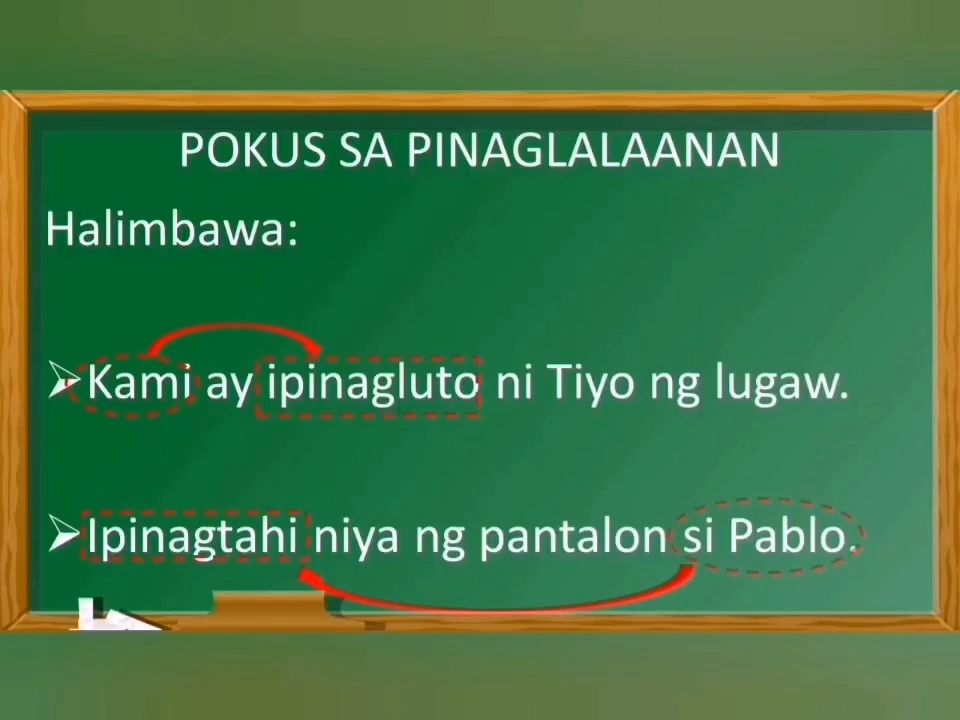 POKUS SA PINAGLALAANAN
Halimbawa:
➢Kami ay ipinagluto ni Tiyo ng lugaw.
➢Ipinagtahi niya ng pantalon si Pablo.